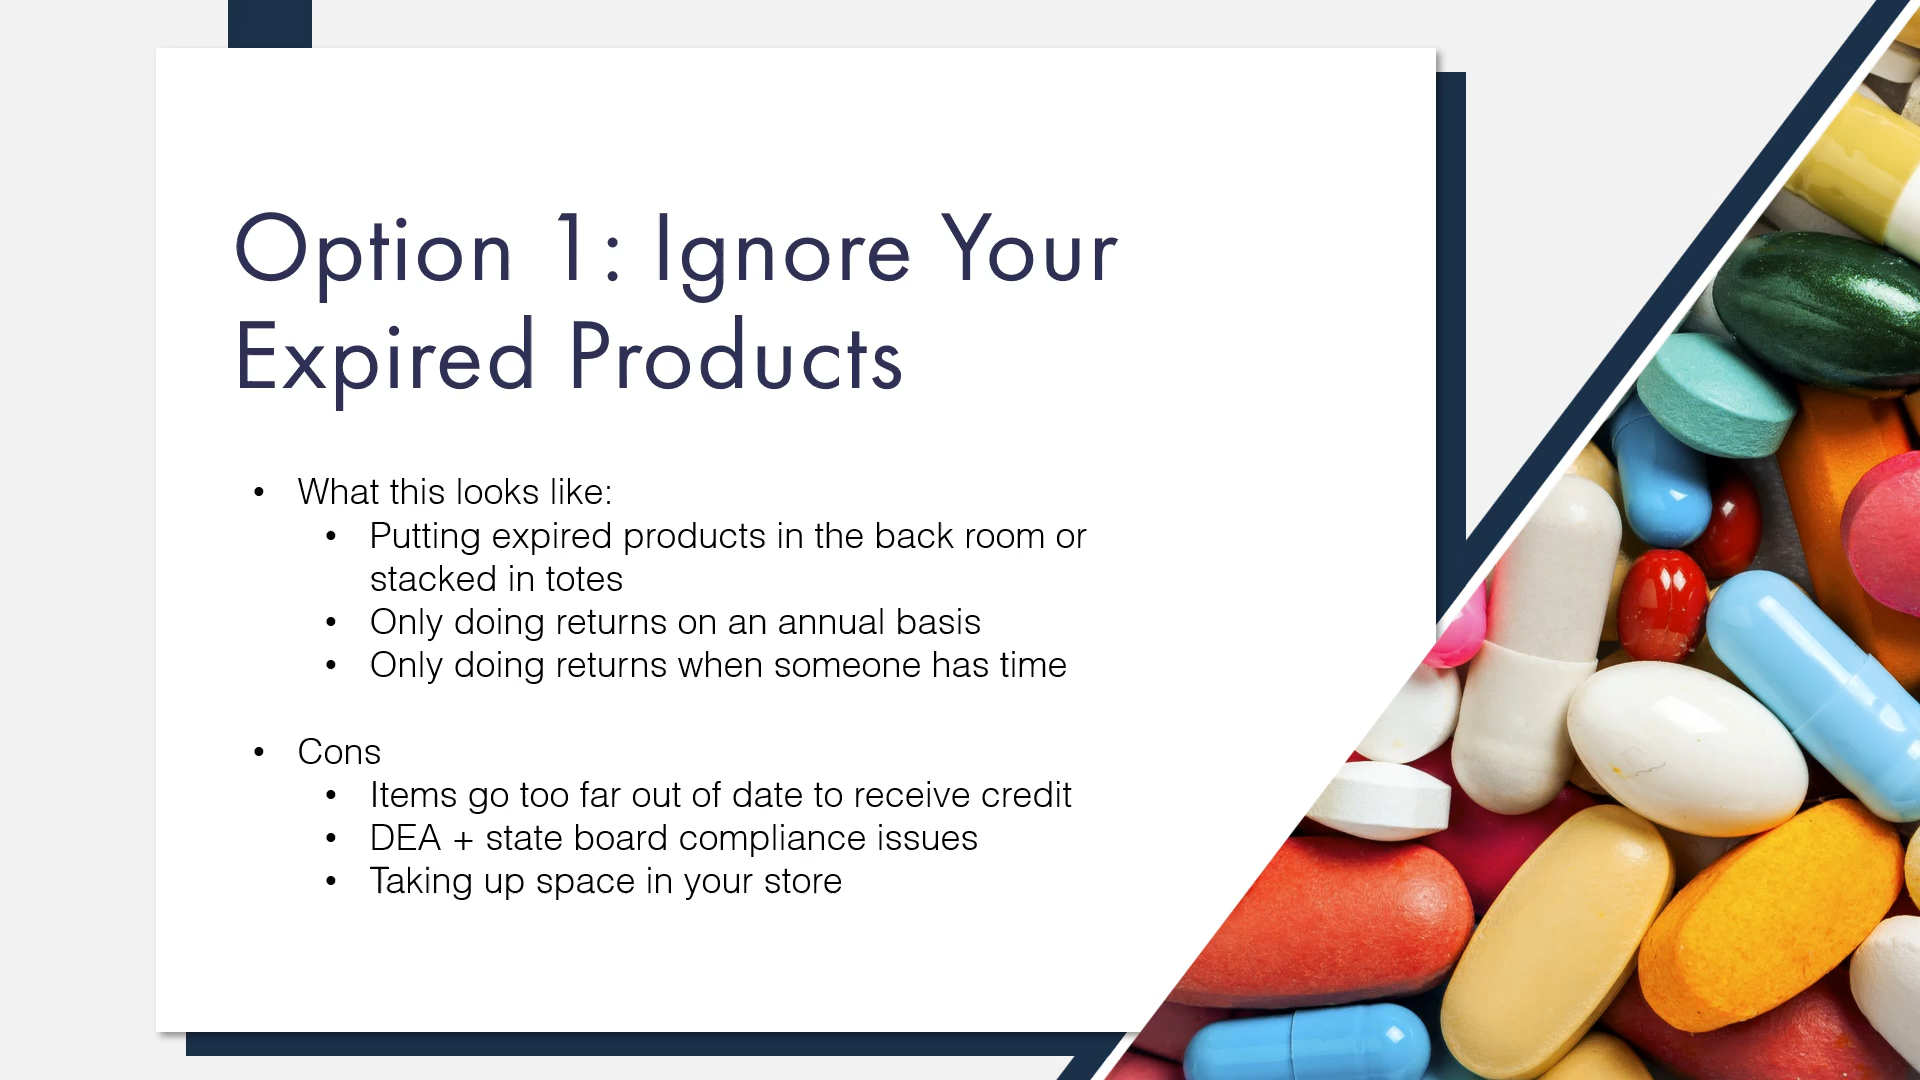 Option 1: Ignore Your
Expired Products
• What this looks like:
• Putting expired products in the back room or
stacked in totes
• Only doing returns on an annual basis
• Only doing returns when someone has time
• Cons
• Items go too far out of date to receive credit
• DEA + state board compliance issues
• Taking up space in your store